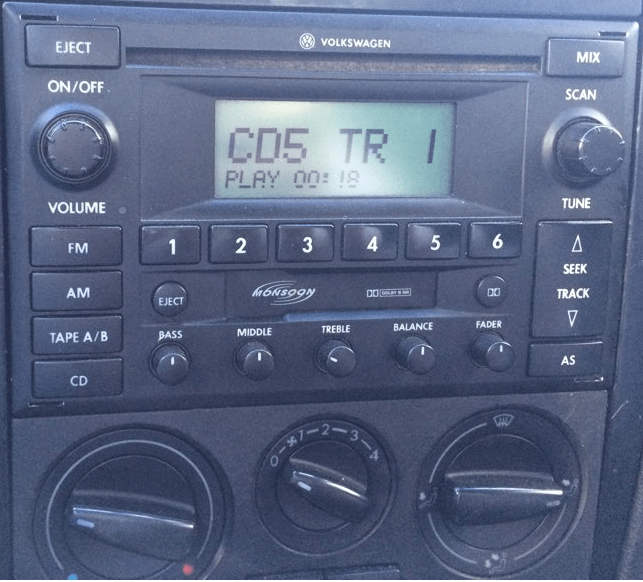 VOLKSWAGEN
EJECT
MIX
ON/OFF
SCAN
CD5 TR 1
PLAY 00:18
VOLUME
TUNE
FM
1 2 3 4 5 6
SEEK
TRACK
AM
EJECT
MONSOON
DOLBY B NR
TAPE A/B
BASS MIDDLE TREBLE BALANCE FADER
CD
AS
0 1 2 3 4